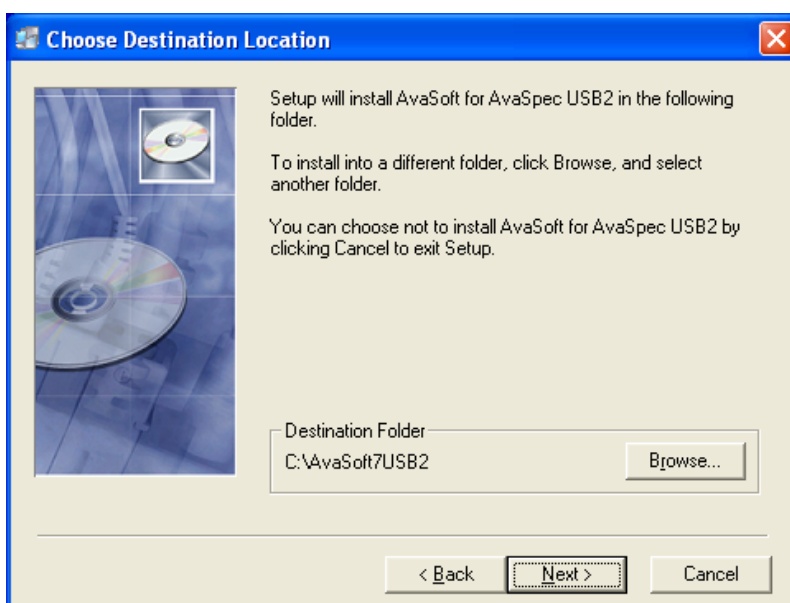 Choose Destination Location
Setup will install AvaSoft for AvaSpec USB2 in the following
folder.
To install into a different folder, click Browse, and select
another folder.
You can choose not to install AvaSoft for AvaSpec USB2 by
clicking Cancel to exit Setup.
Destination Folder
C:\AvaSoft7USB2
Browse...
< Back
Next >
Cancel